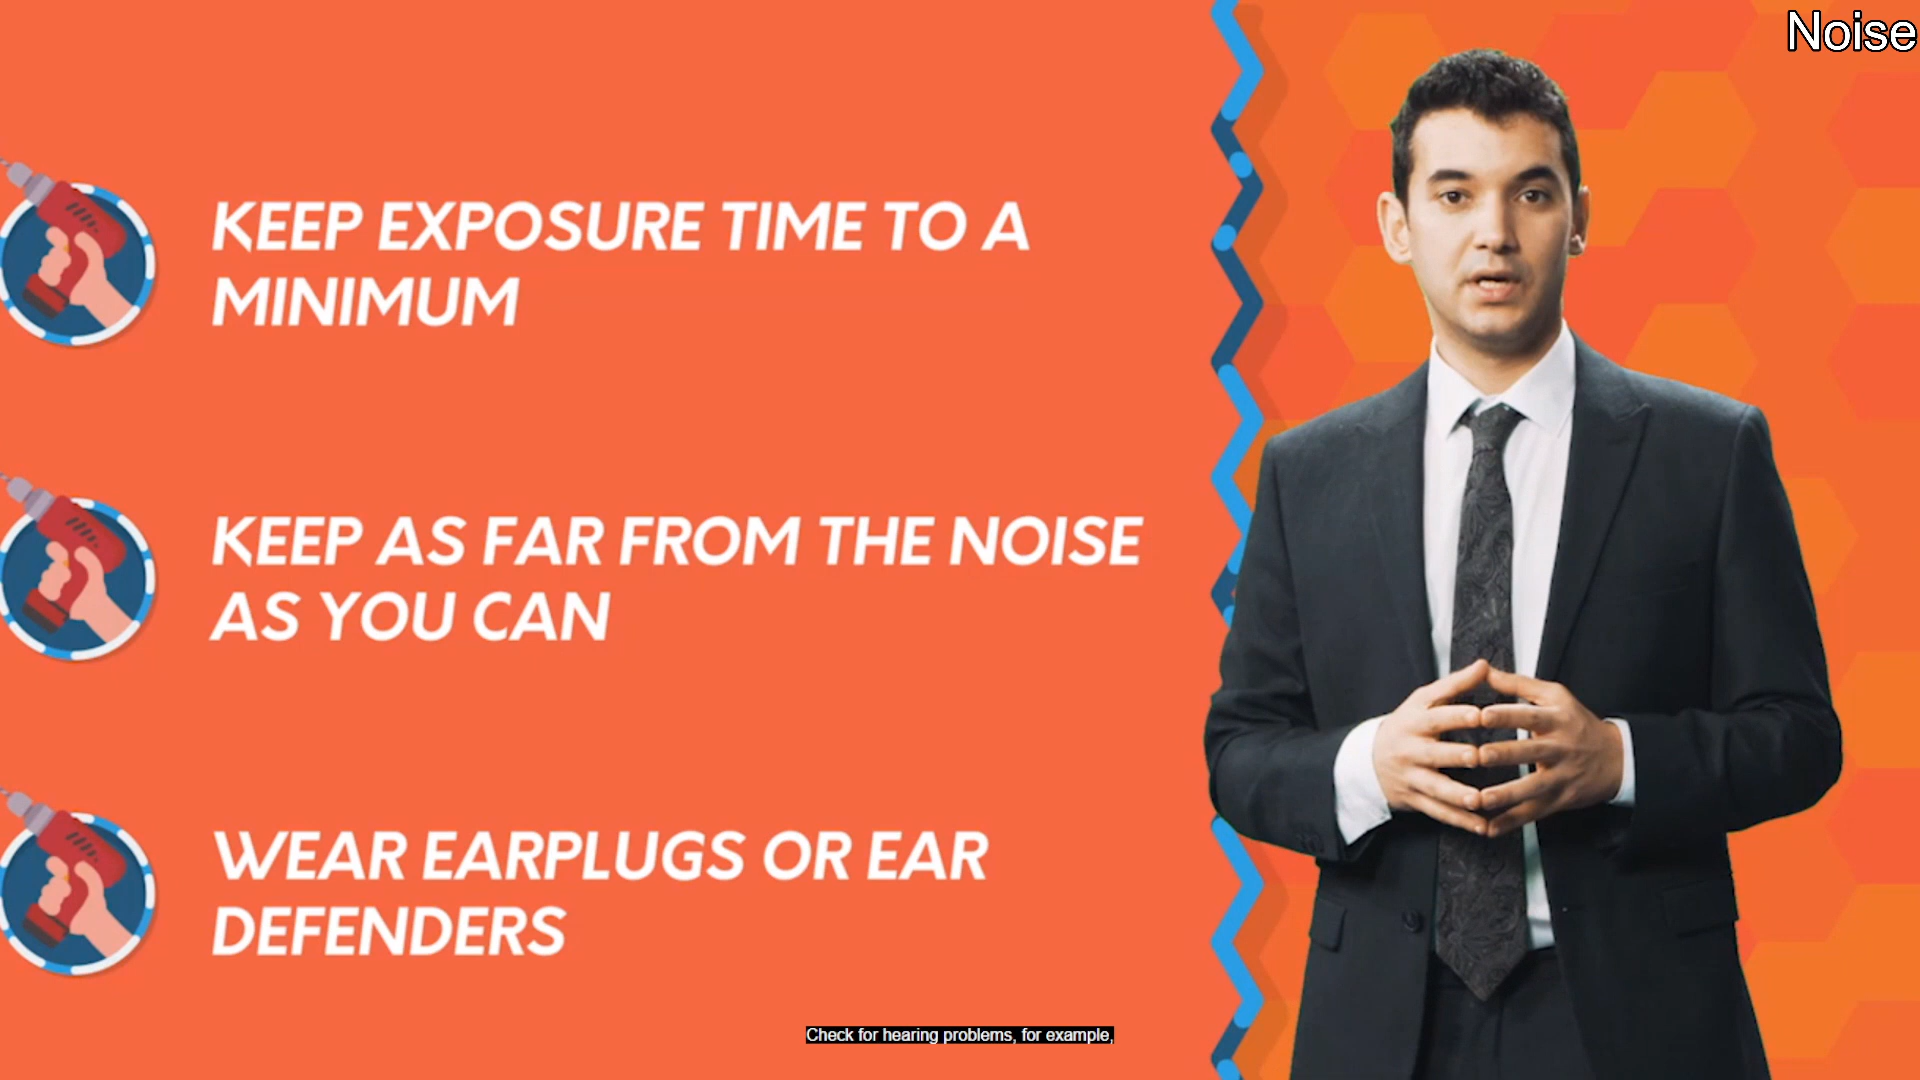 Noise
KEEP EXPOSURE TIME TO A
MINIMUM
KEEP AS FAR FROM THE NOISE
AS YOU CAN
WEAR EARPLUGS OR EAR
DEFENDERS
Check for hearing problems, for example,